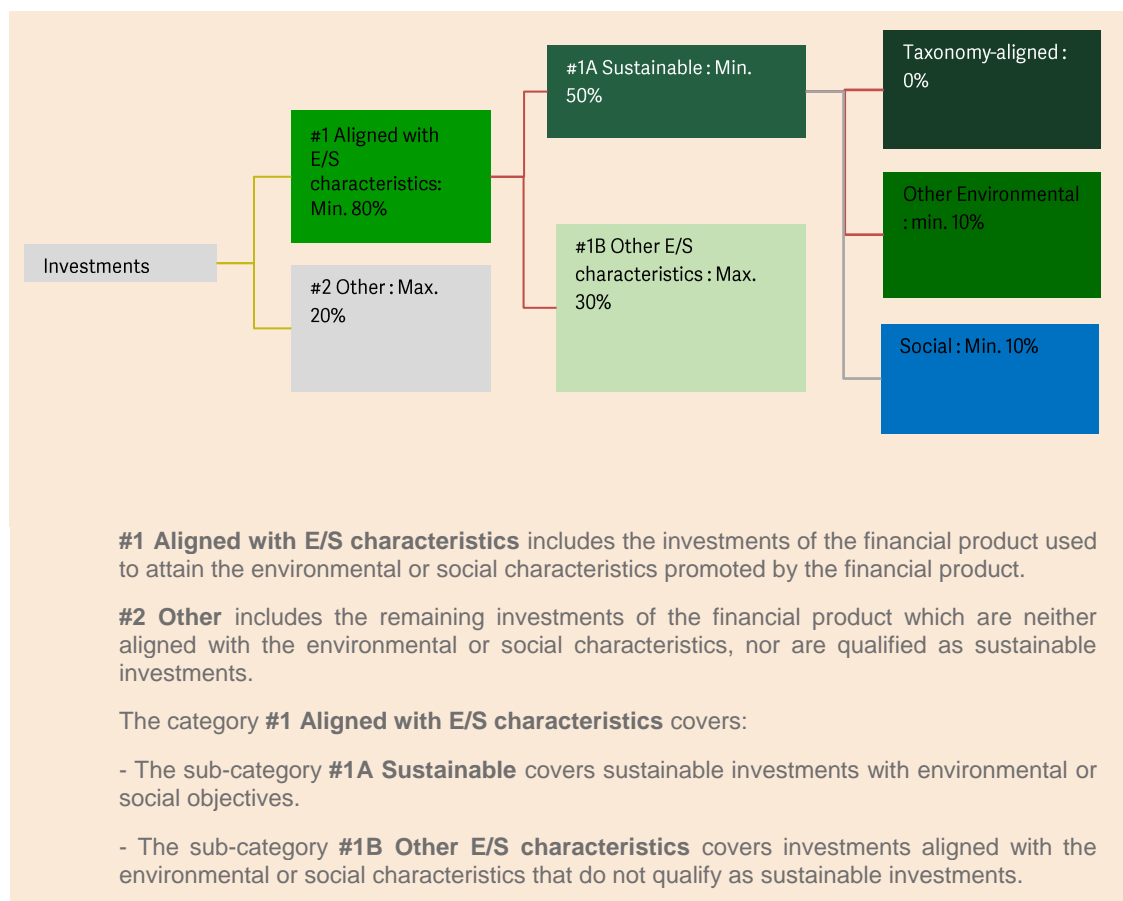 Investments
#1 Aligned with
E/S
characteristics:
Min. 80%
#2 Other : Max.
20%
#1A Sustainable : Min.
50%
#1B Other E/S
characteristics : Max.
30%
Taxonomy-aligned :
0%
Other Environmental
: min. 10%
Social : Min. 10%
#1 Aligned with E/S characteristics includes the investments of the financial product used
to attain the environmental or social characteristics promoted by the financial product.
#2 Other includes the remaining investments of the financial product which are neither
aligned with the environmental or social characteristics, nor are qualified as sustainable
investments.
The category #1 Aligned with E/S characteristics covers:
- The sub-category #1A Sustainable covers sustainable investments with environmental or
social objectives.
- The sub-category #1B Other E/S characteristics covers investments aligned with the
environmental or social characteristics that do not qualify as sustainable investments.